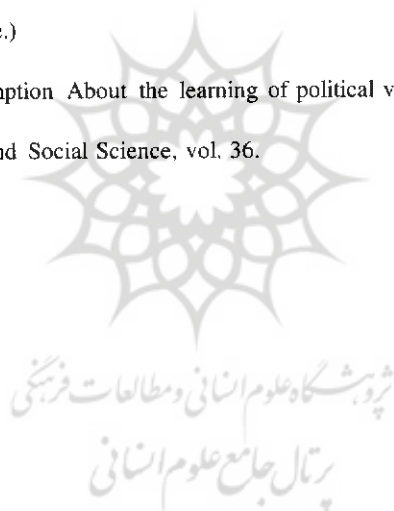 .)
ption About the learning of political v
nd Social Science, vol. 36.
پژوهشگاه علوم انسانی و مطالعات فرهنگی
پرتال جامع علوم انسانی